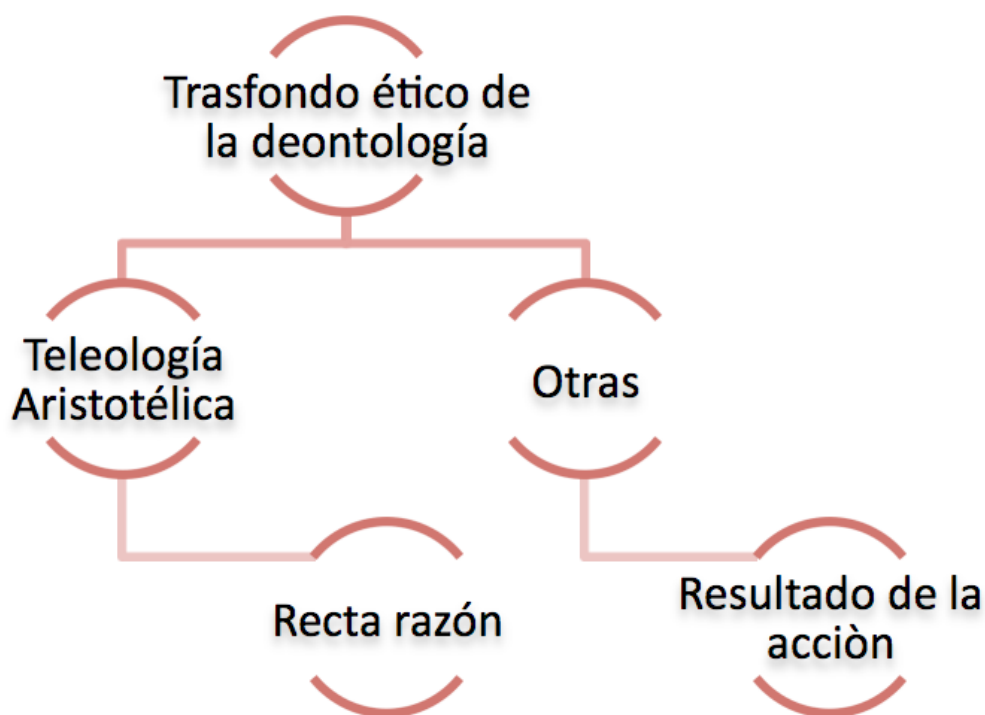 Trasfondo ético de
la deontología
Teleología
Aristotélica
Otras
Recta razón
Resultado de la
acciòn